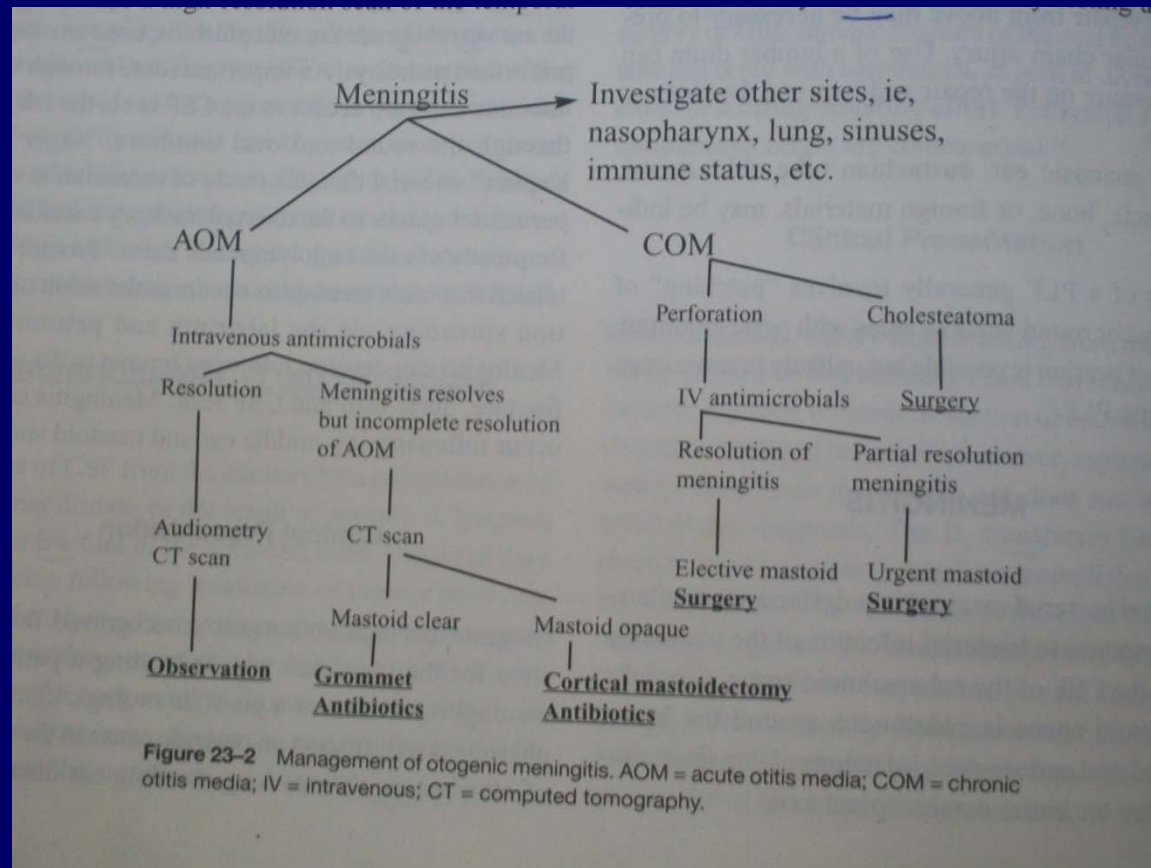 Meningitis
Investigate other sites, ie,
nasopharynx, lung, sinuses,
immune status, etc.
AOM
COM
Intravenous antimicrobials
Perforation
Cholesteatoma
Resolution
Meningitis resolves
but incomplete resolution
of AOM
IV antimicrobials
Surgery
Resolution of
meningitis
Partial resolution
meningitis
Audiometry
CT scan
CT scan
Elective mastoid
Surgery
Urgent mastoid
Surgery
Mastoid clear
Mastoid opaque
Observation
Grommet
Antibiotics
Cortical mastoidectomy
Antibiotics
Figure 23–2 Management of otogenic meningitis. AOM = acute otitis media; COM = chronic
otitis media; IV = intravenous; CT = computed tomography.